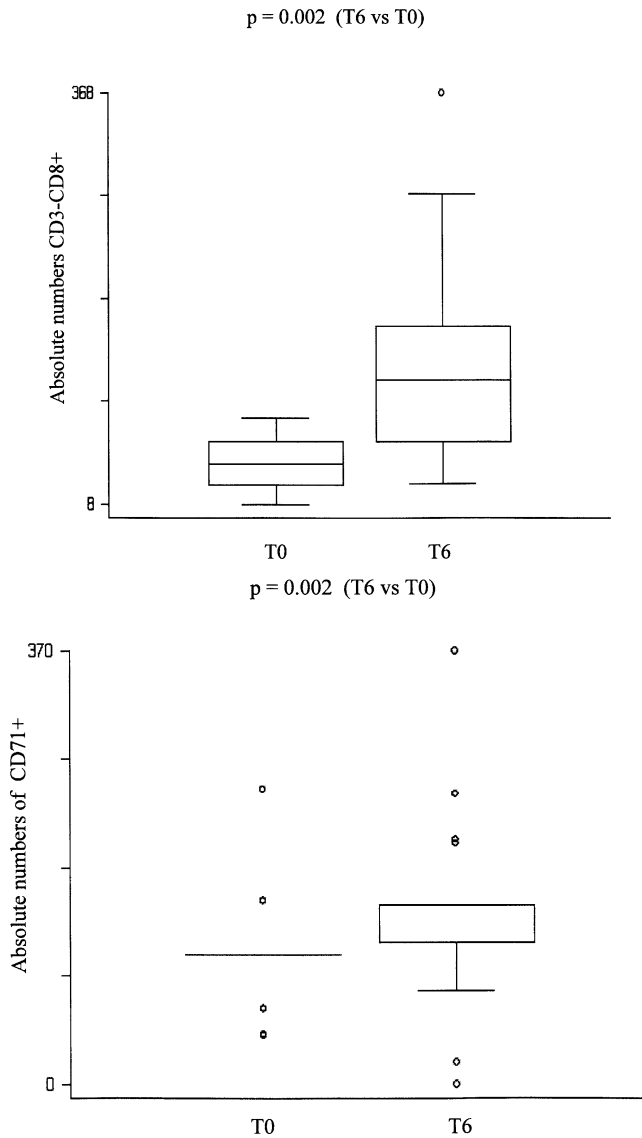 p = 0.002 (T6 vs T0)
368
Absolute numbers CD3-CD8+
8
T0 T6
p = 0.002 (T6 vs T0)
370
Absolute numbers of CD71+
0
T0 T6